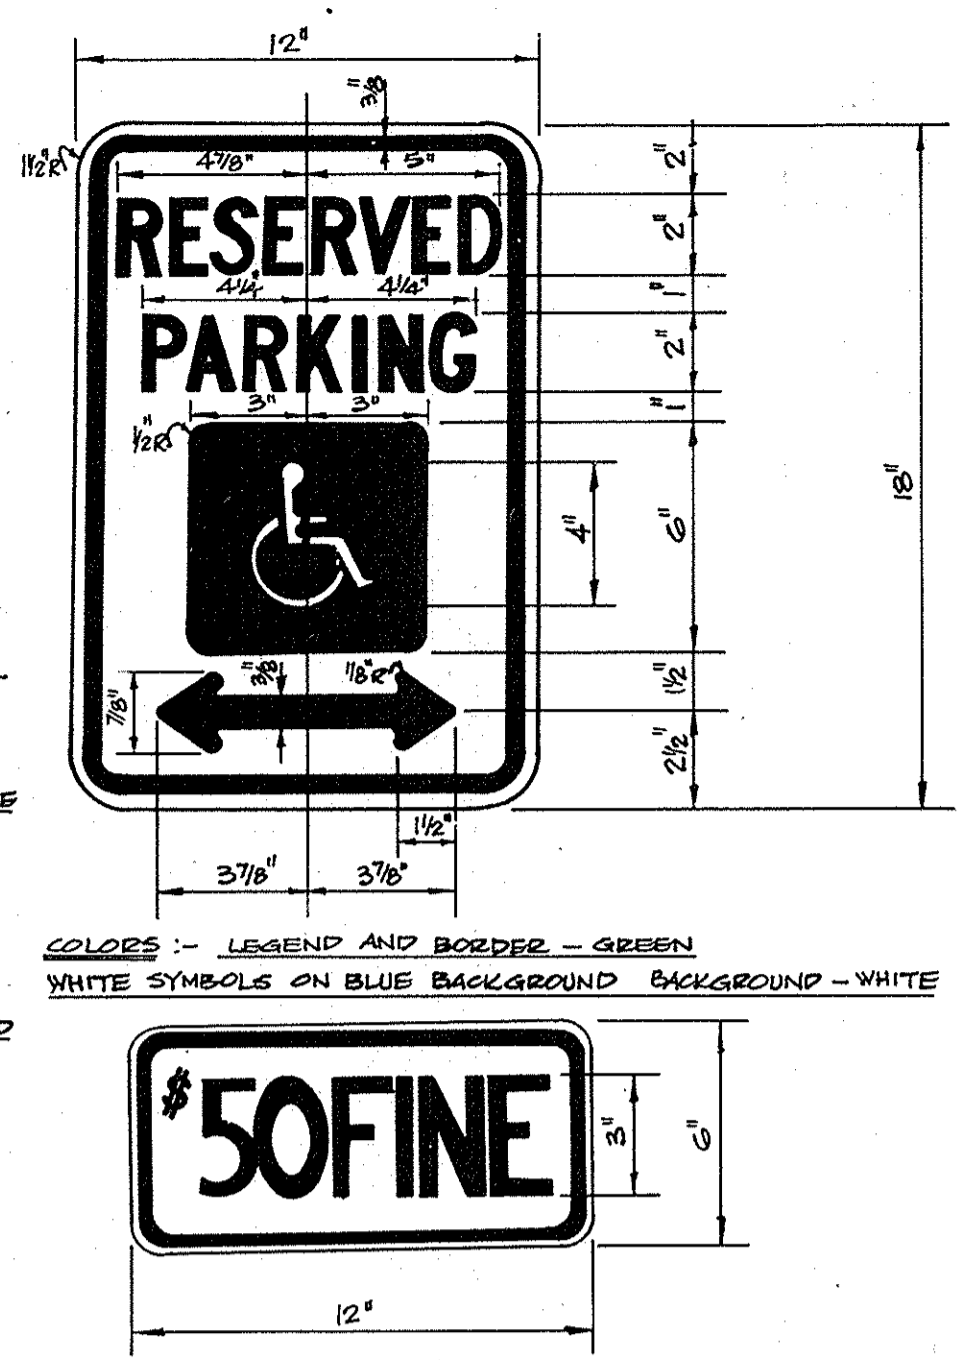 12"
3/8"
1 1/2"R
4 7/8" 5"
2"
RESERVED
2"
4 1/4" 4 1/4"
1"
PARKING
2"
3" 3"
1"
1/2"R
18"
4"
6"
3/8" 1/8"R
1 1/2"
7/8"
2 1/2"
1 1/2"
3 7/8" 3 7/8"
COLORS :- LEGEND AND BORDER - GREEN
WHITE SYMBOLS ON BLUE BACKGROUND BACKGROUND - WHITE
$50 FINE
3"
6"
12"